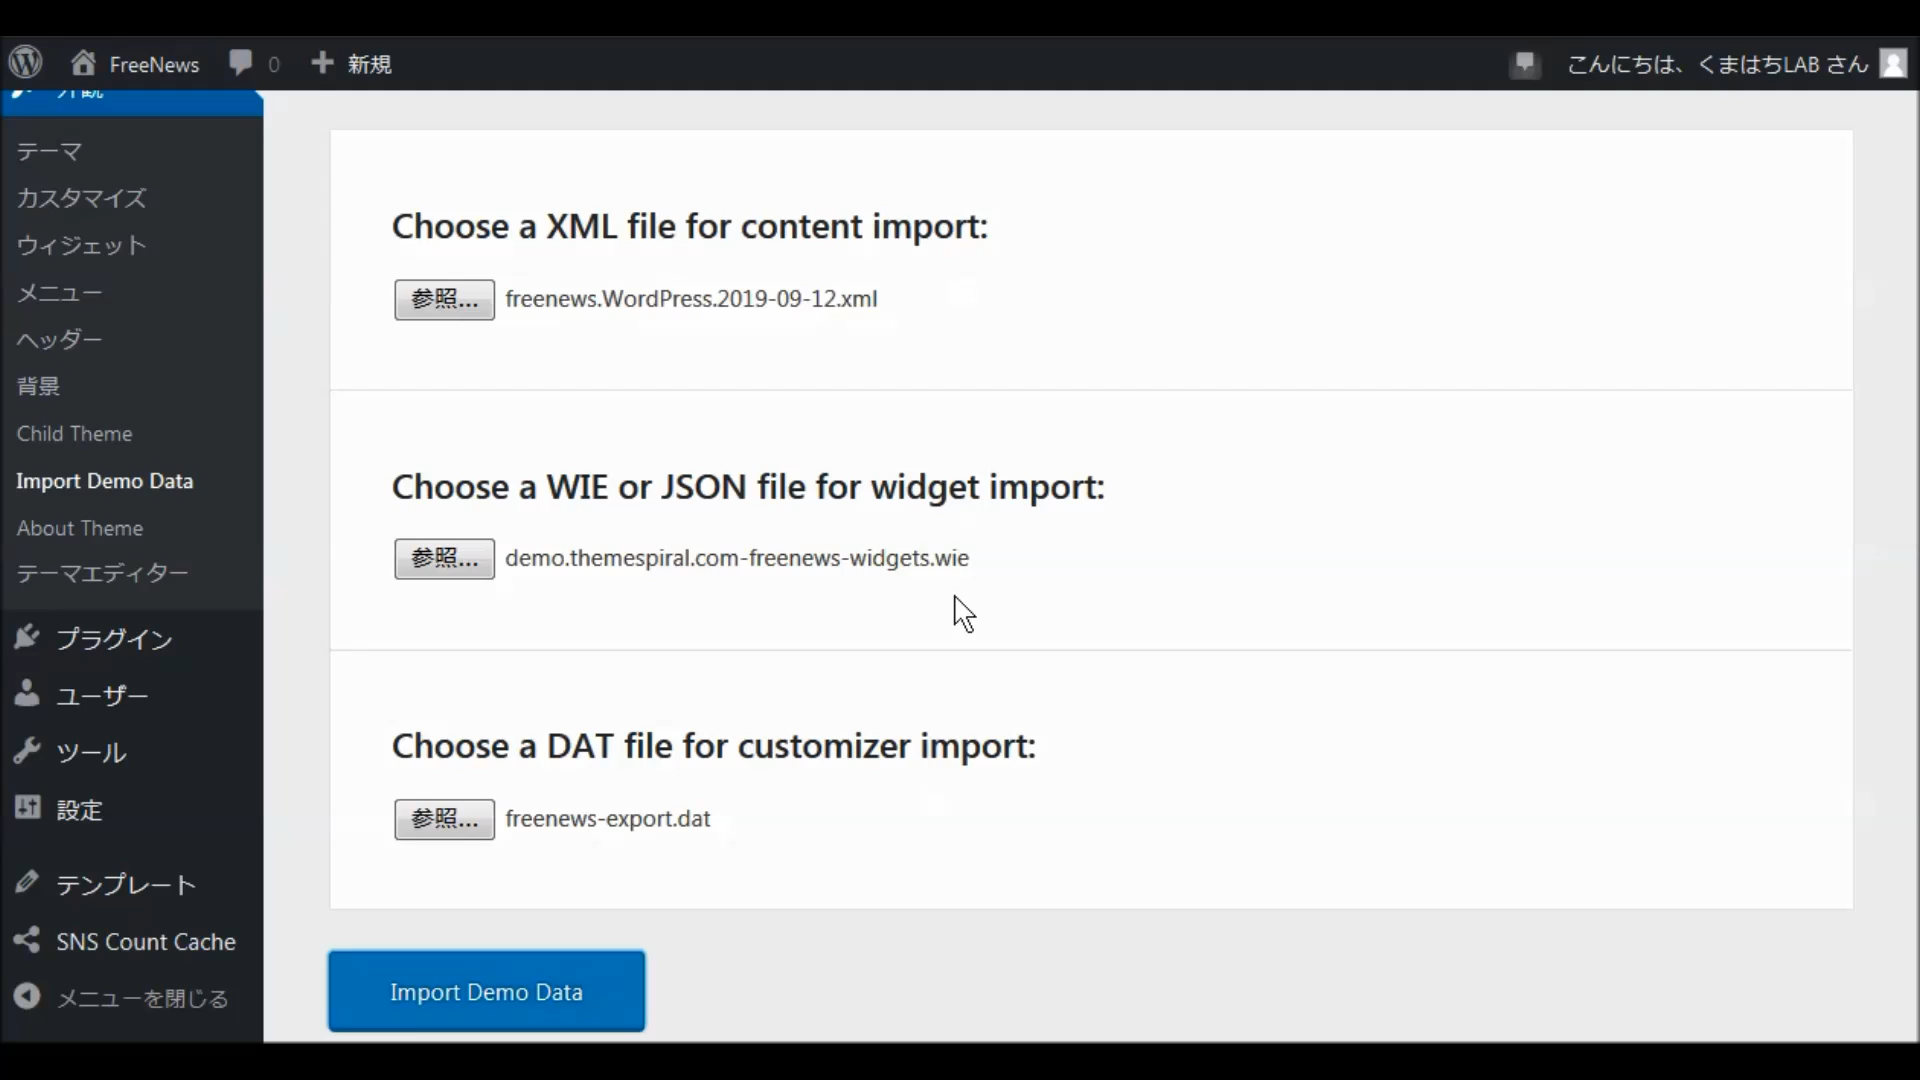 FreeNews 0 新規 こんにちは、くまはちLAB さん
外観
テーマ
カスタマイズ
ウィジェット
メニュー
ヘッダー
背景
Child Theme
Import Demo Data
About Theme
テーマエディター
プラグイン
ユーザー
ツール
設定
テンプレート
SNS Count Cache
メニューを閉じる
Choose a XML file for content import:
参照... freenews.WordPress.2019-09-12.xml
Choose a WIE or JSON file for widget import:
参照... demo.themespiral.com-freenews-widgets.wie
Choose a DAT file for customizer import:
参照... freenews-export.dat
Import Demo Data